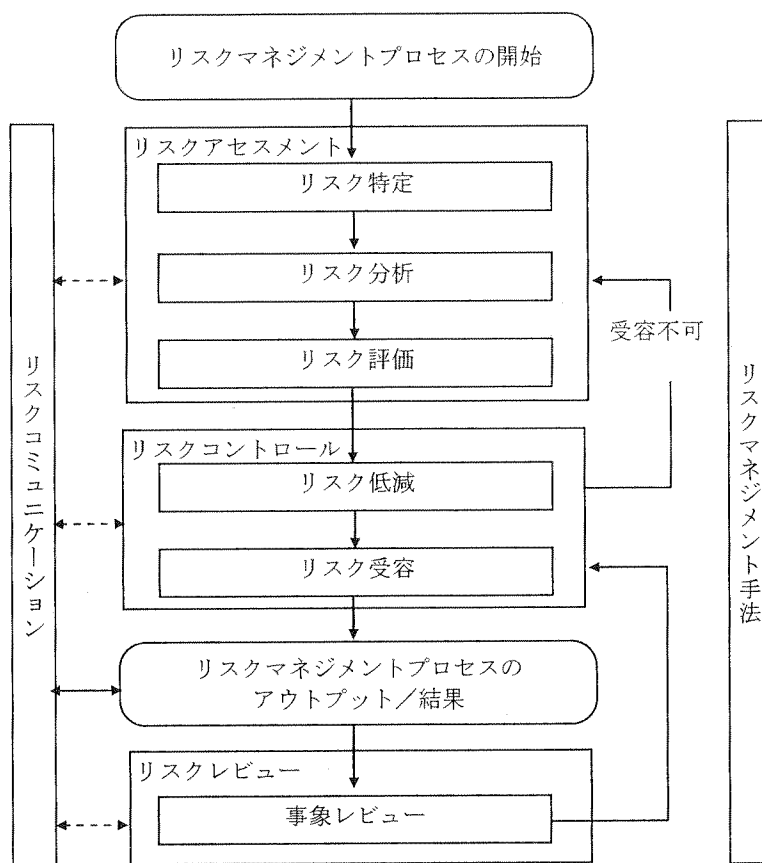 リスクマネジメントプロセスの開始
リスクアセスメント
リスク特定
リスク分析
リスク評価
受容不可
リスクコントロール
リスク低減
リスク受容
リスクマネジメントプロセスの
アウトプット／結果
リスクレビュー
事象レビュー
リスクコミュニケーション
リスクマネジメント手法